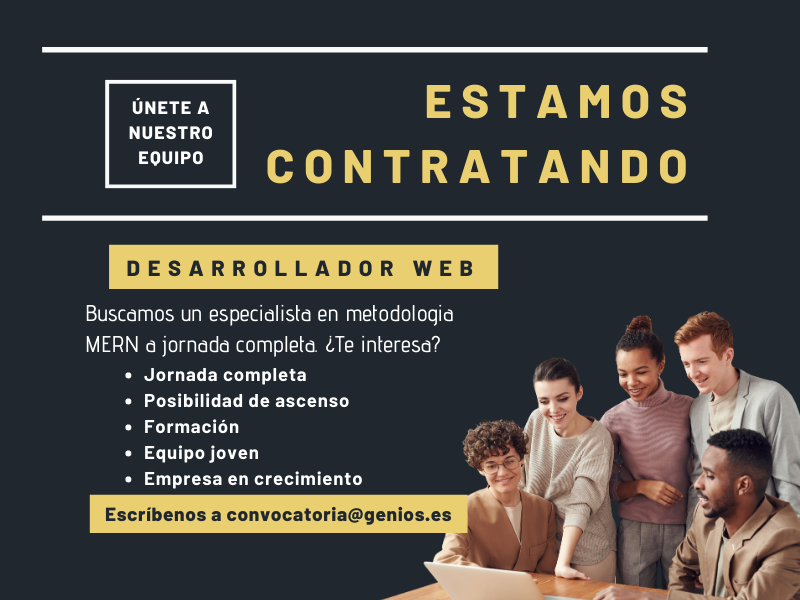 ÚNETE A
NUESTRO
EQUIPO
ESTAMOS
CONTRATANDO
DESARROLLADOR WEB
Buscamos un especialista en metodologia
MERN a jornada completa. ¿Te interesa?
• Jornada completa
• Posibilidad de ascenso
• Formación
• Equipo joven
• Empresa en crecimiento
Escríbenos a convocatoria@genios.es